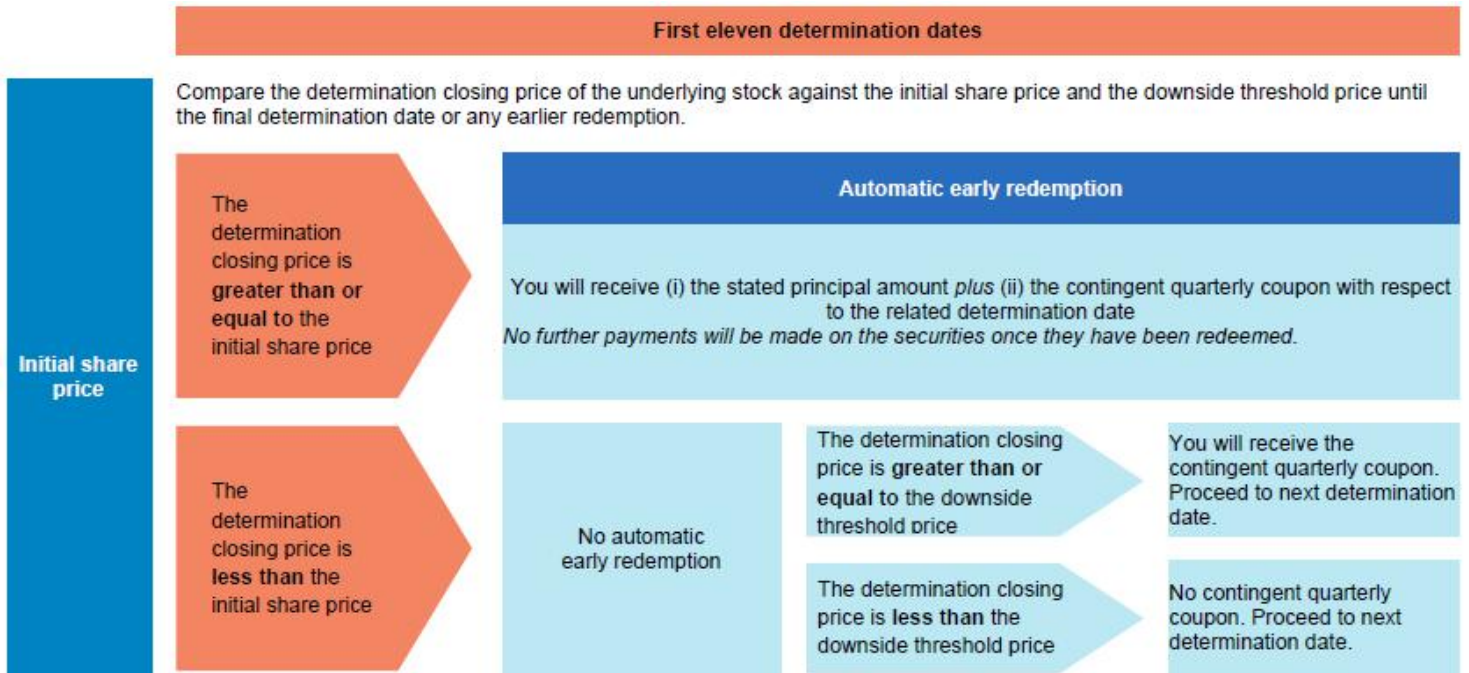 First eleven determination dates
Compare the determination closing price of the underlying stock against the initial share price and the downside threshold price until
the final determination date or any earlier redemption.
Initial share
price
The
determination
closing price is
greater than or
equal to the
initial share price
Automatic early redemption
You will receive (i) the stated principal amount plus (ii) the contingent quarterly coupon with respect
to the related determination date
No further payments will be made on the securities once they have been redeemed.
The
determination
closing price is
less than the
initial share price
No automatic
early redemption
The determination closing
price is greater than or
equal to the downside
threshold price
You will receive the
contingent quarterly coupon.
Proceed to next determination
date.
The determination closing
price is less than the
downside threshold price
No contingent quarterly
coupon. Proceed to next
determination date.